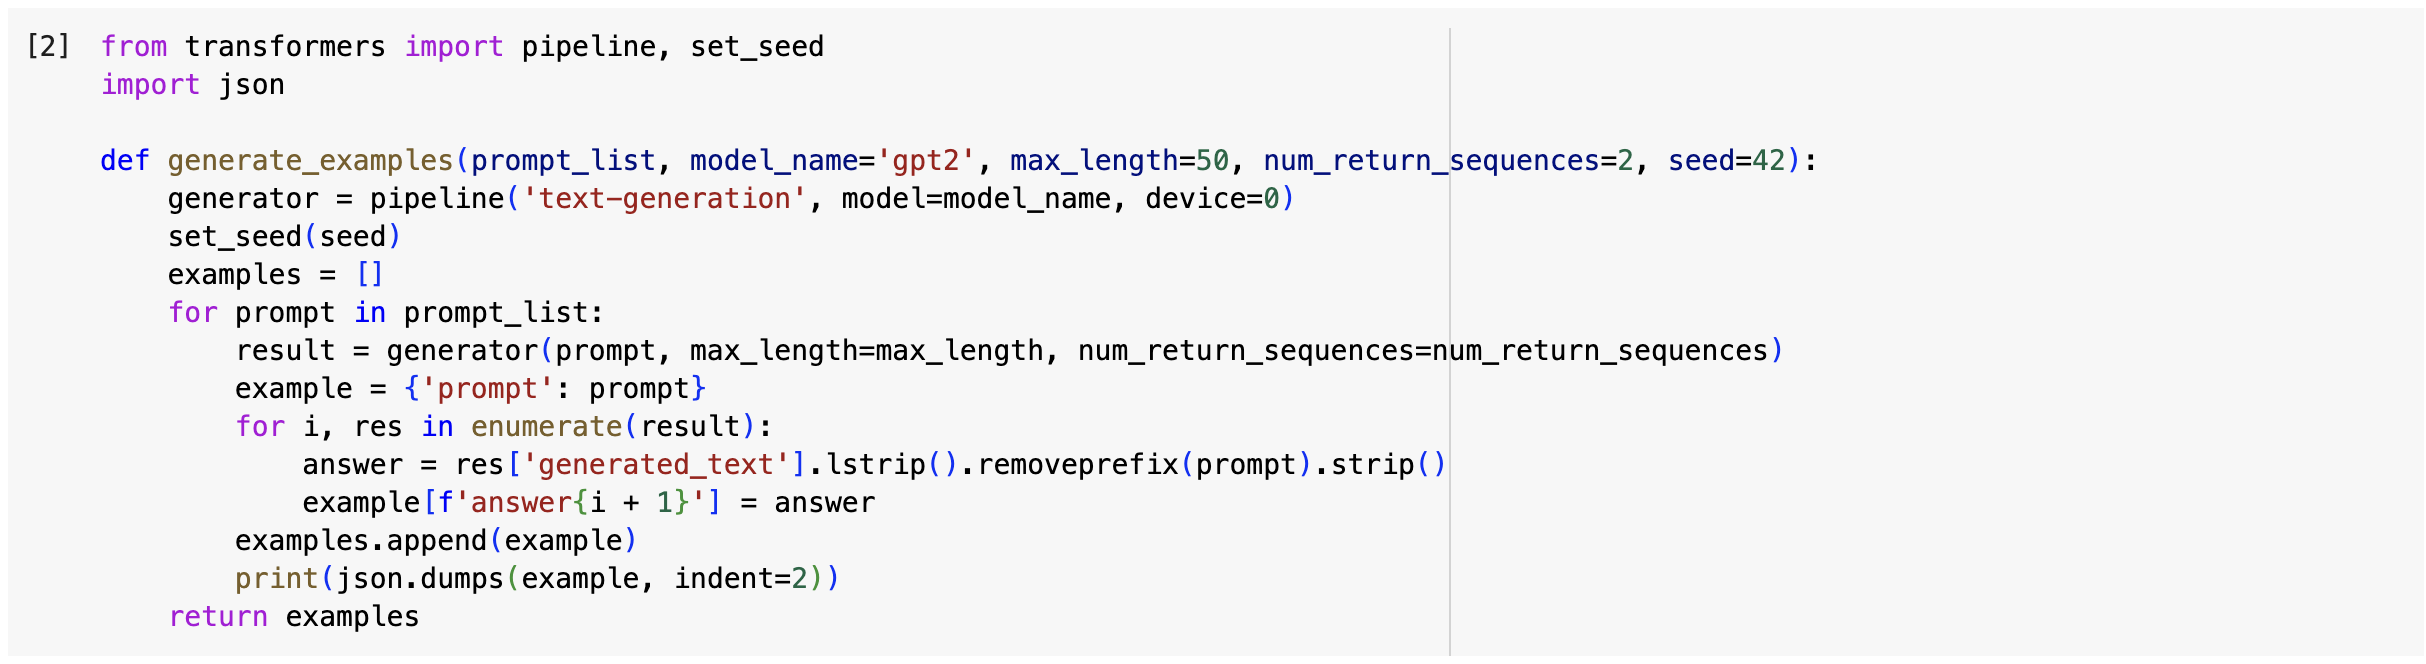 [2] from transformers import pipeline, set_seed
import json
def generate_examples(prompt_list, model_name='gpt2', max_length=50, num_return_sequences=2, seed=42):
    generator = pipeline('text-generation', model=model_name, device=0)
    set_seed(seed)
    examples = []
    for prompt in prompt_list:
        result = generator(prompt, max_length=max_length, num_return_sequences=num_return_sequences)
        example = {'prompt': prompt}
        for i, res in enumerate(result):
            answer = res['generated_text'].lstrip().removeprefix(prompt).strip()
            example[f'answer{i + 1}'] = answer
        examples.append(example)
        print(json.dumps(example, indent=2))
    return examples